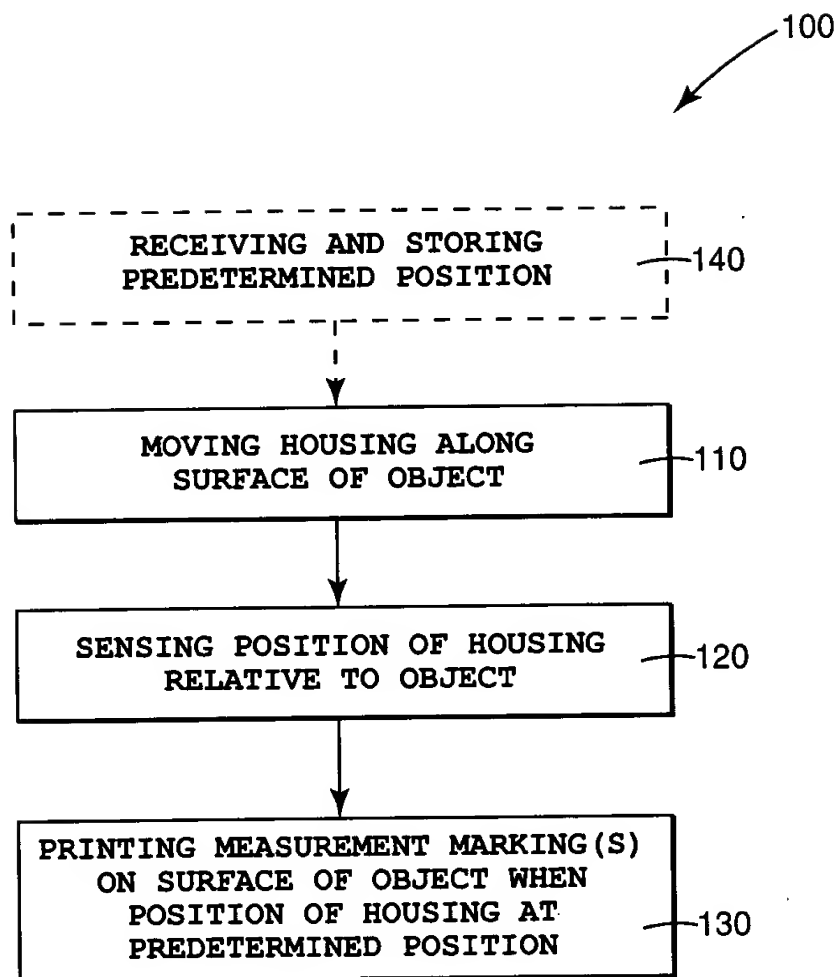 100
RECEIVING AND STORING
PREDETERMINED POSITION
140
MOVING HOUSING ALONG
SURFACE OF OBJECT
110
SENSING POSITION OF HOUSING
RELATIVE TO OBJECT
120
PRINTING MEASUREMENT MARKING(S)
ON SURFACE OF OBJECT WHEN
POSITION OF HOUSING AT
PREDETERMINED POSITION
130